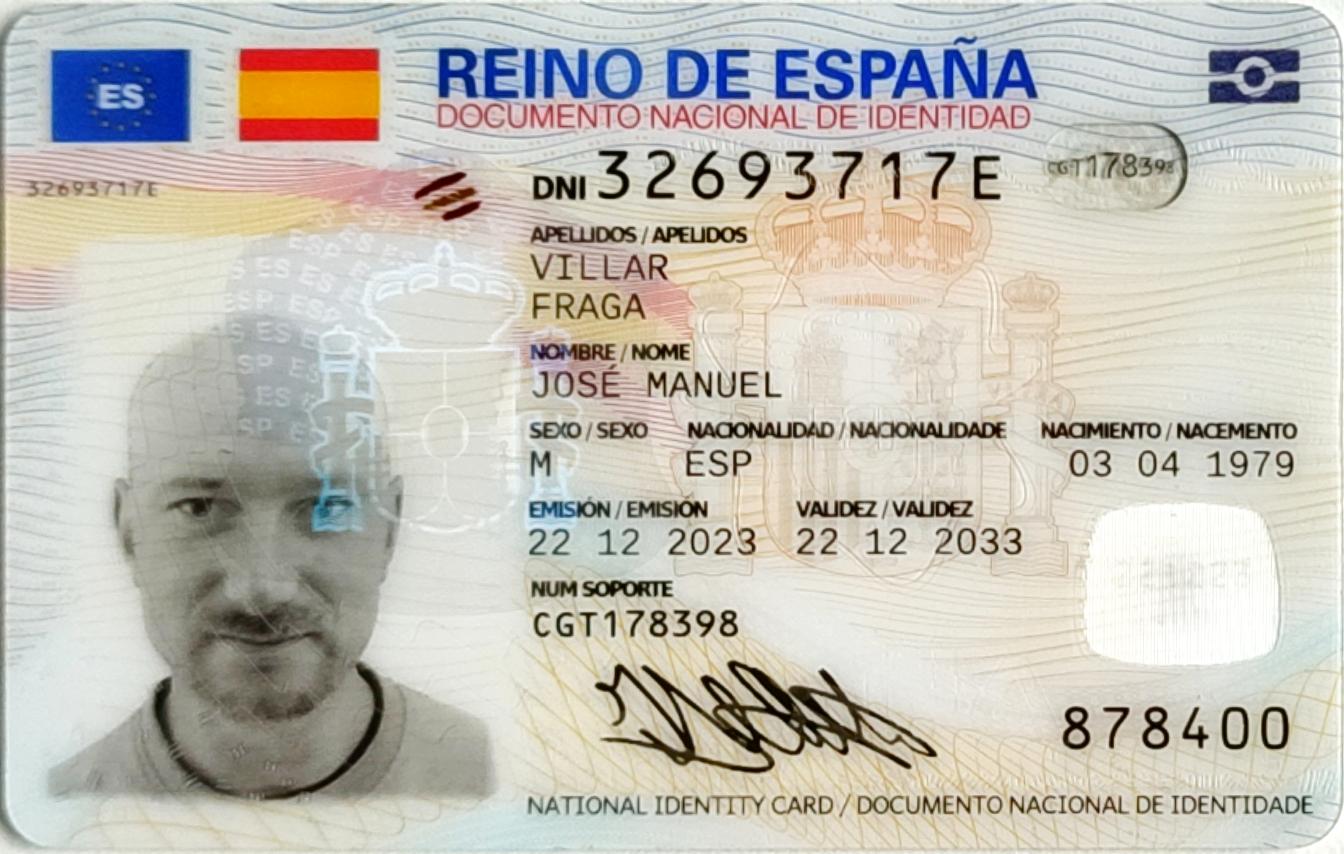 ES
REINO DE ESPAÑA
DOCUMENTO NACIONAL DE IDENTIDAD
32693717E
DNI 32693717E
CGT178398
APELLIDOS / APELIDOS
VILLAR
FRAGA
NOMBRE / NOME
JOSÉ MANUEL
SEXO / SEXO NACIONALIDAD / NACIONALIDADE NACIMIENTO / NACEMENTO
M ESP 03 04 1979
EMISIÓN / EMISIÓN VALIDEZ / VALIDEZ
22 12 2023 22 12 2033
NUM SOPORTE
CGT178398
878400
NATIONAL IDENTITY CARD / DOCUMENTO NACIONAL DE IDENTIDADE